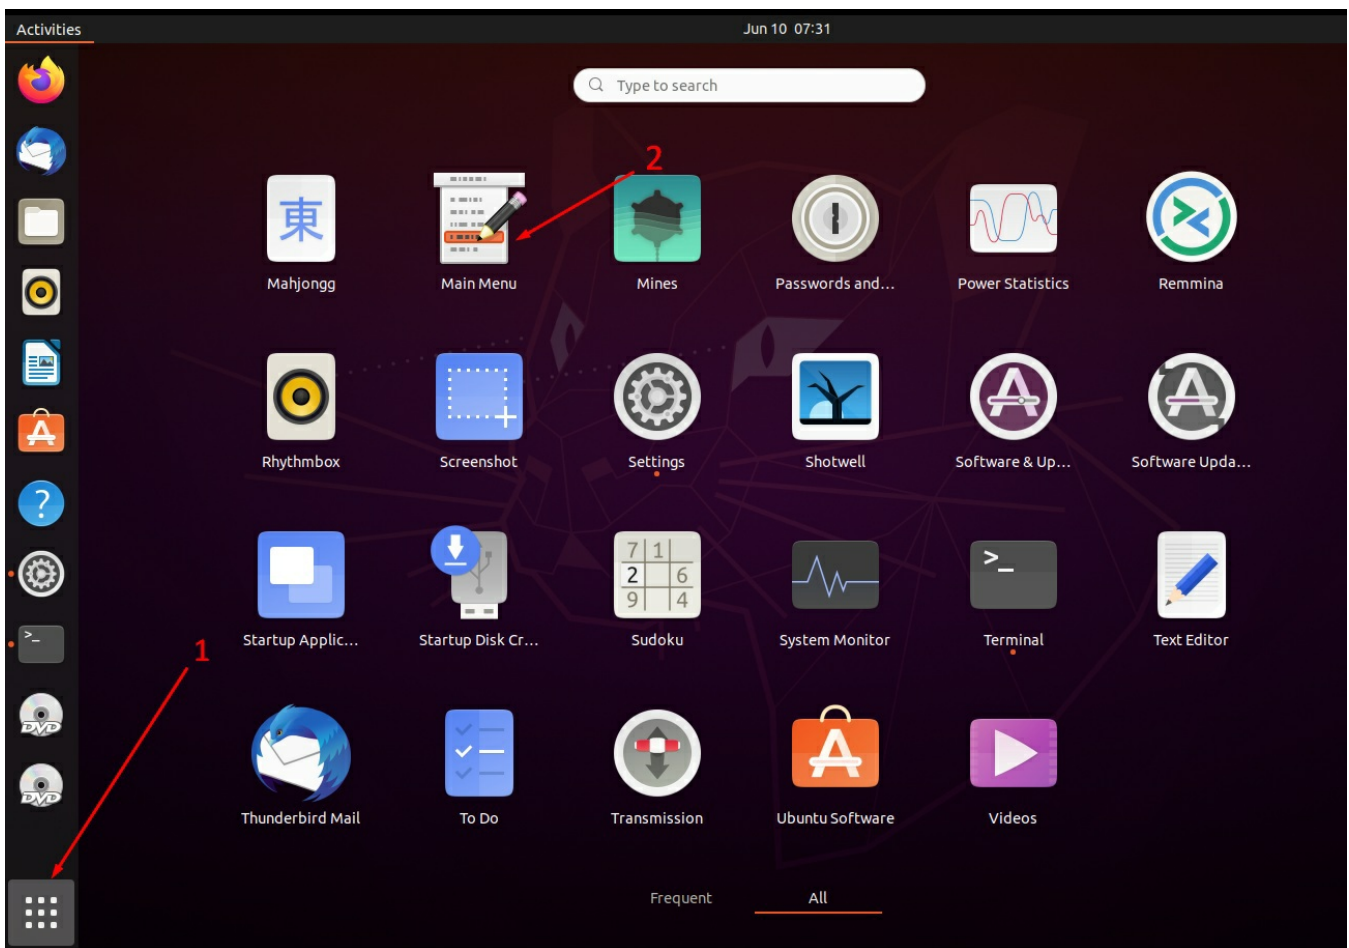 Activities
Jun 10 07:31
Type to search
2
東
Mahjongg
Main Menu
Mines
Passwords and...
Power Statistics
Remmina
Rhythmbox
Screenshot
Settings
Shotwell
Software & Up...
Software Upda...
?
>_
7 1
2 6
9 4
>_
Startup Applic...
Startup Disk Cr...
Sudoku
System Monitor
Terminal
Text Editor
>_
1
DVD
DVD
Thunderbird Mail
To Do
Transmission
Ubuntu Software
Videos
Frequent
All